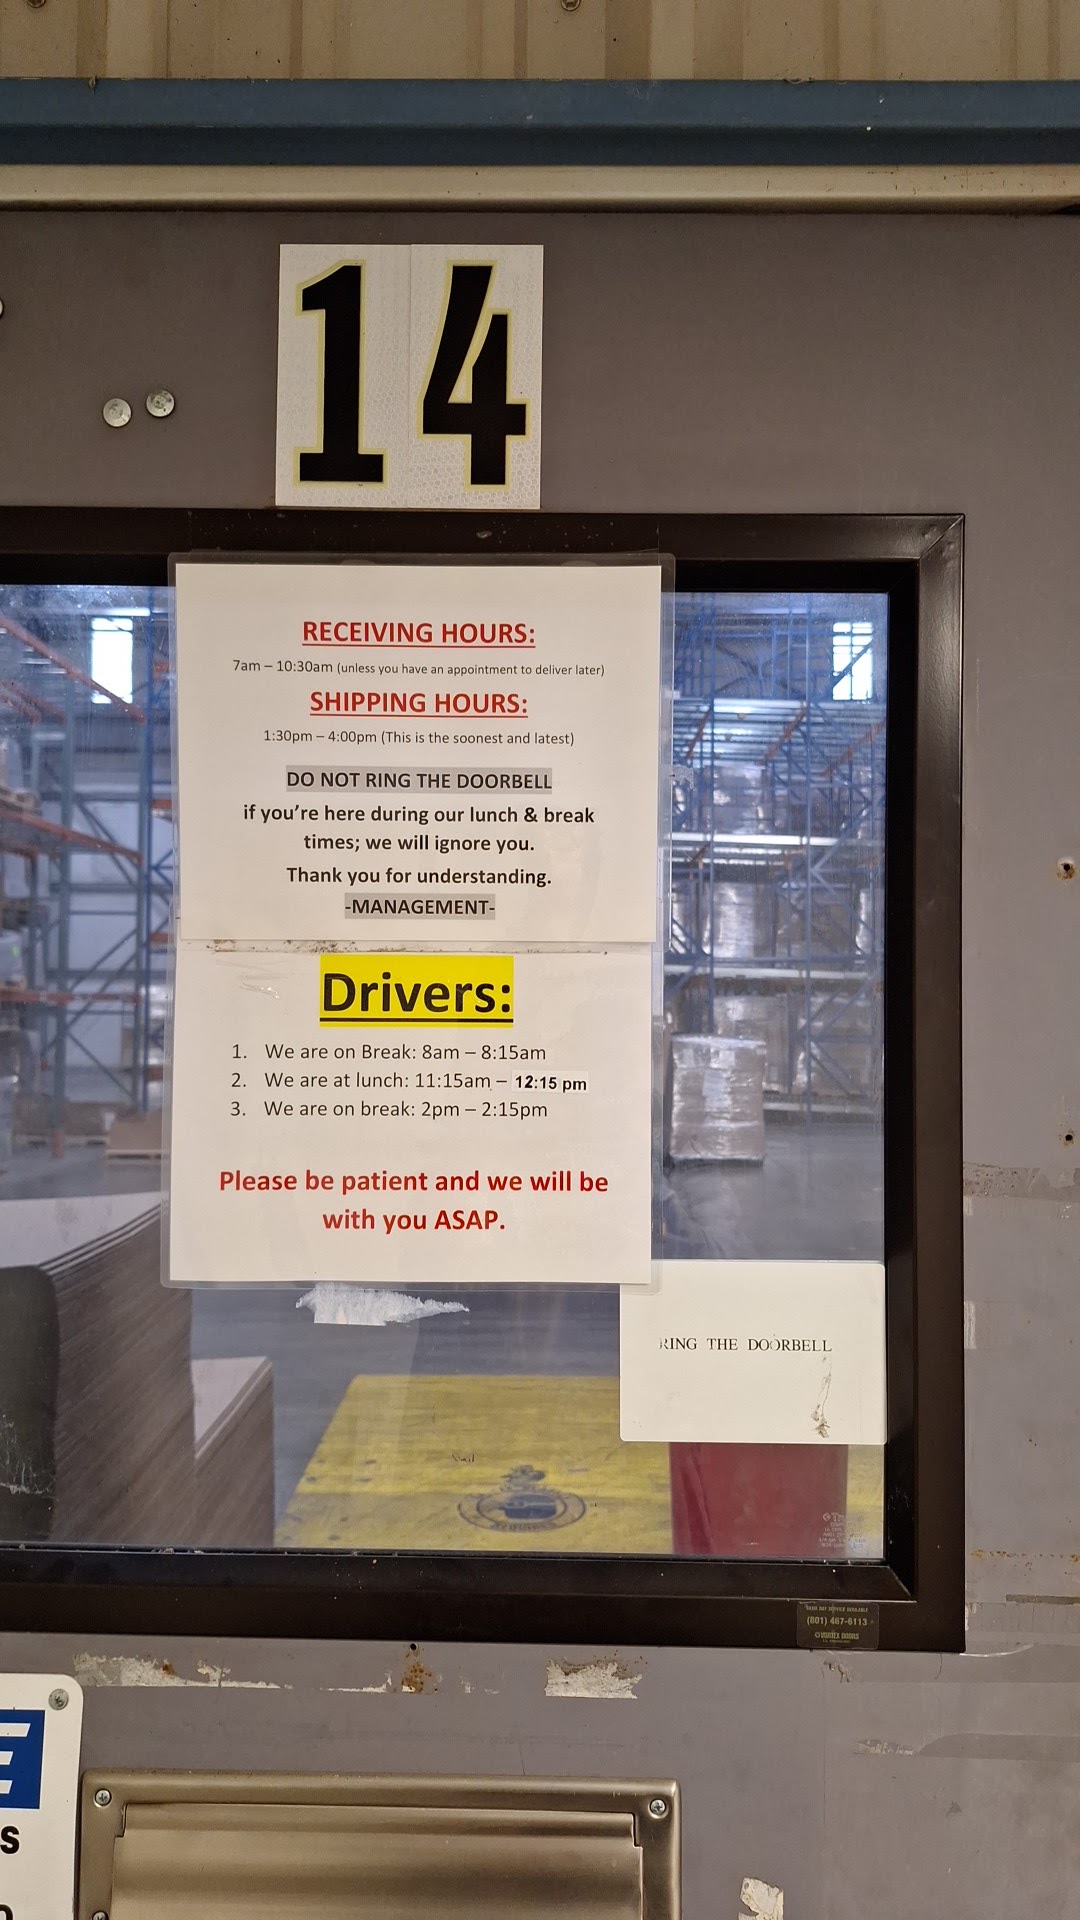 14
RECEIVING HOURS:
7am – 10:30am (unless you have an appointment to deliver later)
SHIPPING HOURS:
1:30pm – 4:00pm (This is the soonest and latest)
DO NOT RING THE DOORBELL
if you're here during our lunch & break
times; we will ignore you.
Thank you for understanding.
-MANAGEMENT-
Drivers:
1. We are on Break: 8am – 8:15am
2. We are at lunch: 11:15am – 12:15 pm
3. We are on break: 2pm – 2:15pm
Please be patient and we will be
with you ASAP.
RING THE DOORBELL
(801) 467-6113
E
s